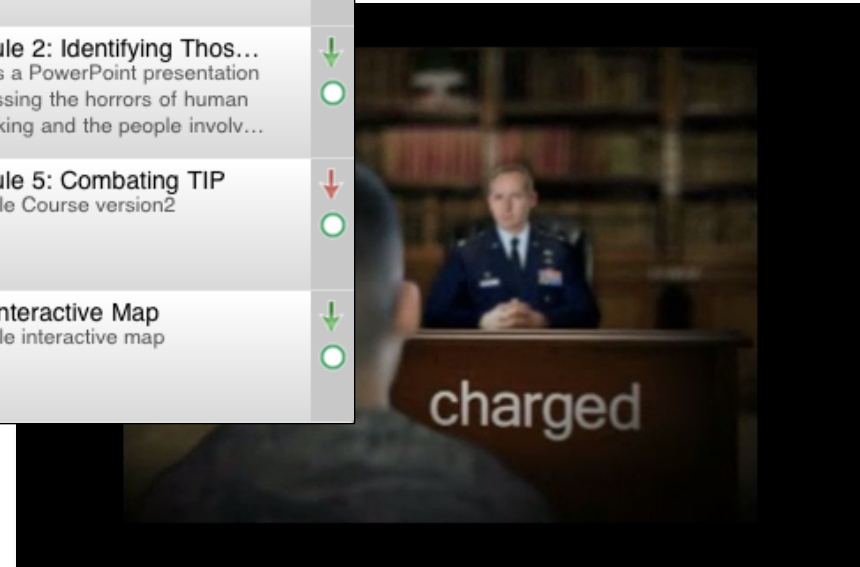 ule 2: Identifying Thos...
s a PowerPoint presentation
ssing the horrors of human
king and the people involv...
ule 5: Combating TIP
le Course version2
nteractive Map
le interactive map
charged